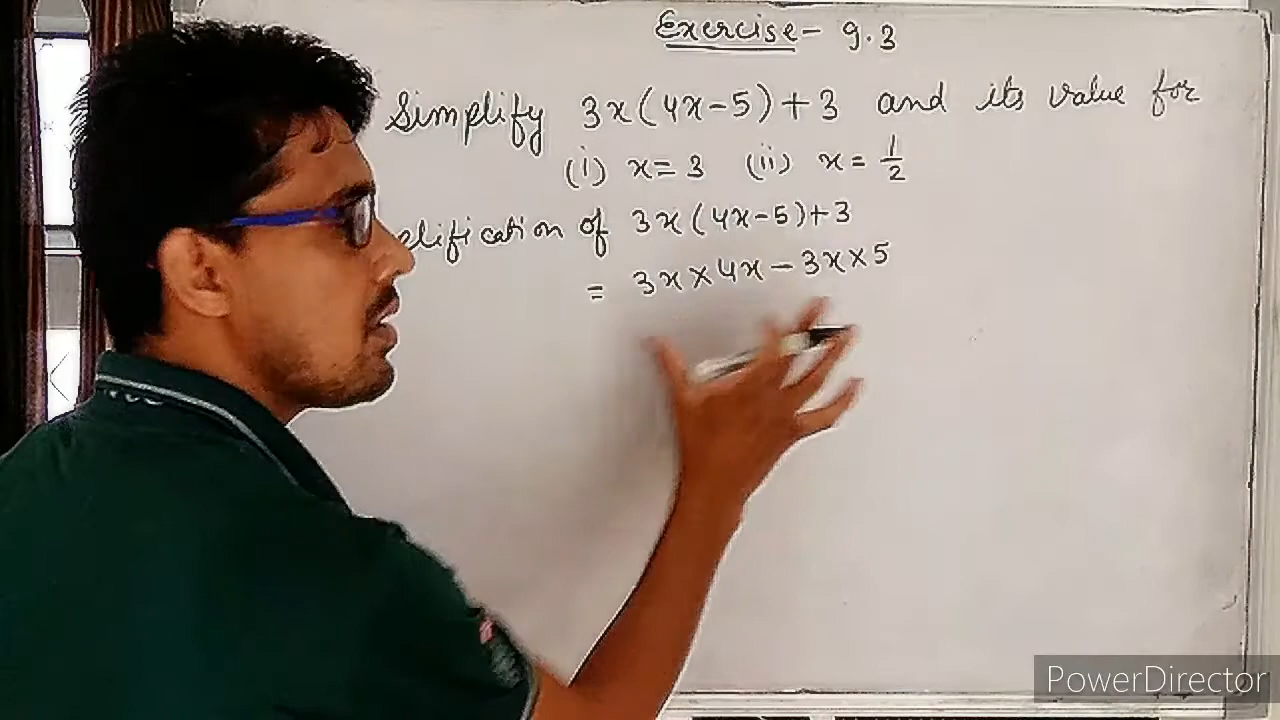 Exercise - 9.3
Simplify 3x(4x-5)+3 and its value for
(i) x=3 (ii) x=1/2
plification of 3x(4x-5)+3
= 3x×4x-3x×5
PowerDirector